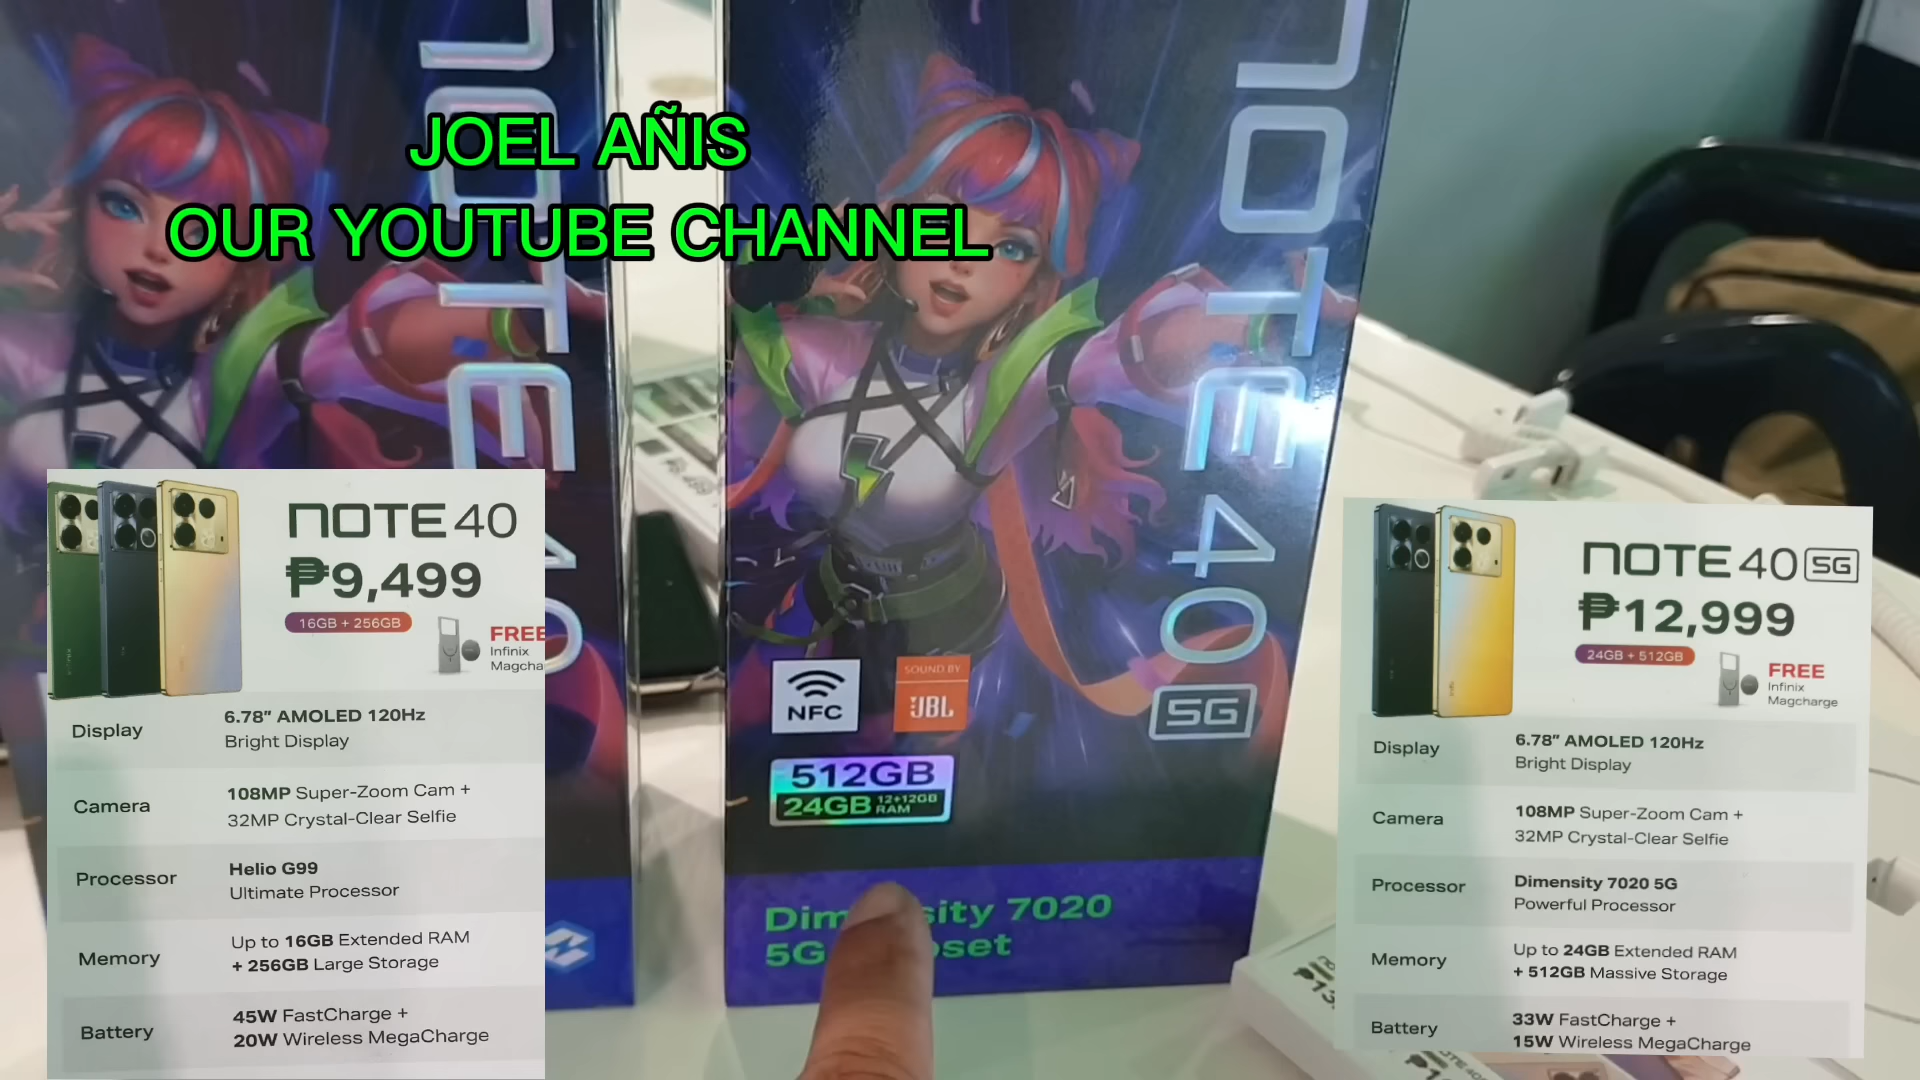 JOEL AÑIS
OUR YOUTUBE CHANNEL
NOTE 40
NOTE 40 5G
NFC
SOUND BY
JBL
512GB
24GB 12+12GB RAM
7020
5G
NOTE 40
₱9,499
16GB + 256GB
FREE
Infinix
Display
6.78" AMOLED 120Hz
Bright Display
Camera
108MP Super-Zoom Cam +
32MP Crystal-Clear Selfie
Processor
Helio G99
Ultimate Processor
Memory
Up to 16GB Extended RAM
+ 256GB Large Storage
Battery
45W FastCharge +
20W Wireless MegaCharge
NOTE 40 5G
₱12,999
24GB + 512GB
FREE
Infinix
Magcharge
Display
6.78" AMOLED 120Hz
Bright Display
Camera
108MP Super-Zoom Cam +
32MP Crystal-Clear Selfie
Processor
Dimensity 7020 5G
Powerful Processor
Memory
Up to 24GB Extended RAM
+ 512GB Massive Storage
Battery
33W FastCharge +
15W Wireless MegaCharge